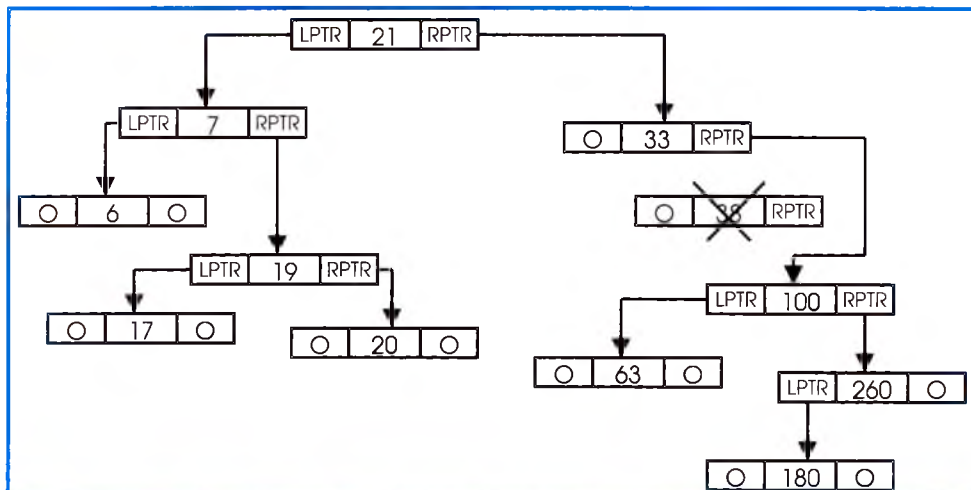 LPTR 21 RPTR
LPTR 7 RPTR
O 33 RPTR
O 6 O
O 38 RPTR
LPTR 19 RPTR
LPTR 100 RPTR
O 17 O
O 20 O
O 63 O
LPTR 260 O
O 180 O